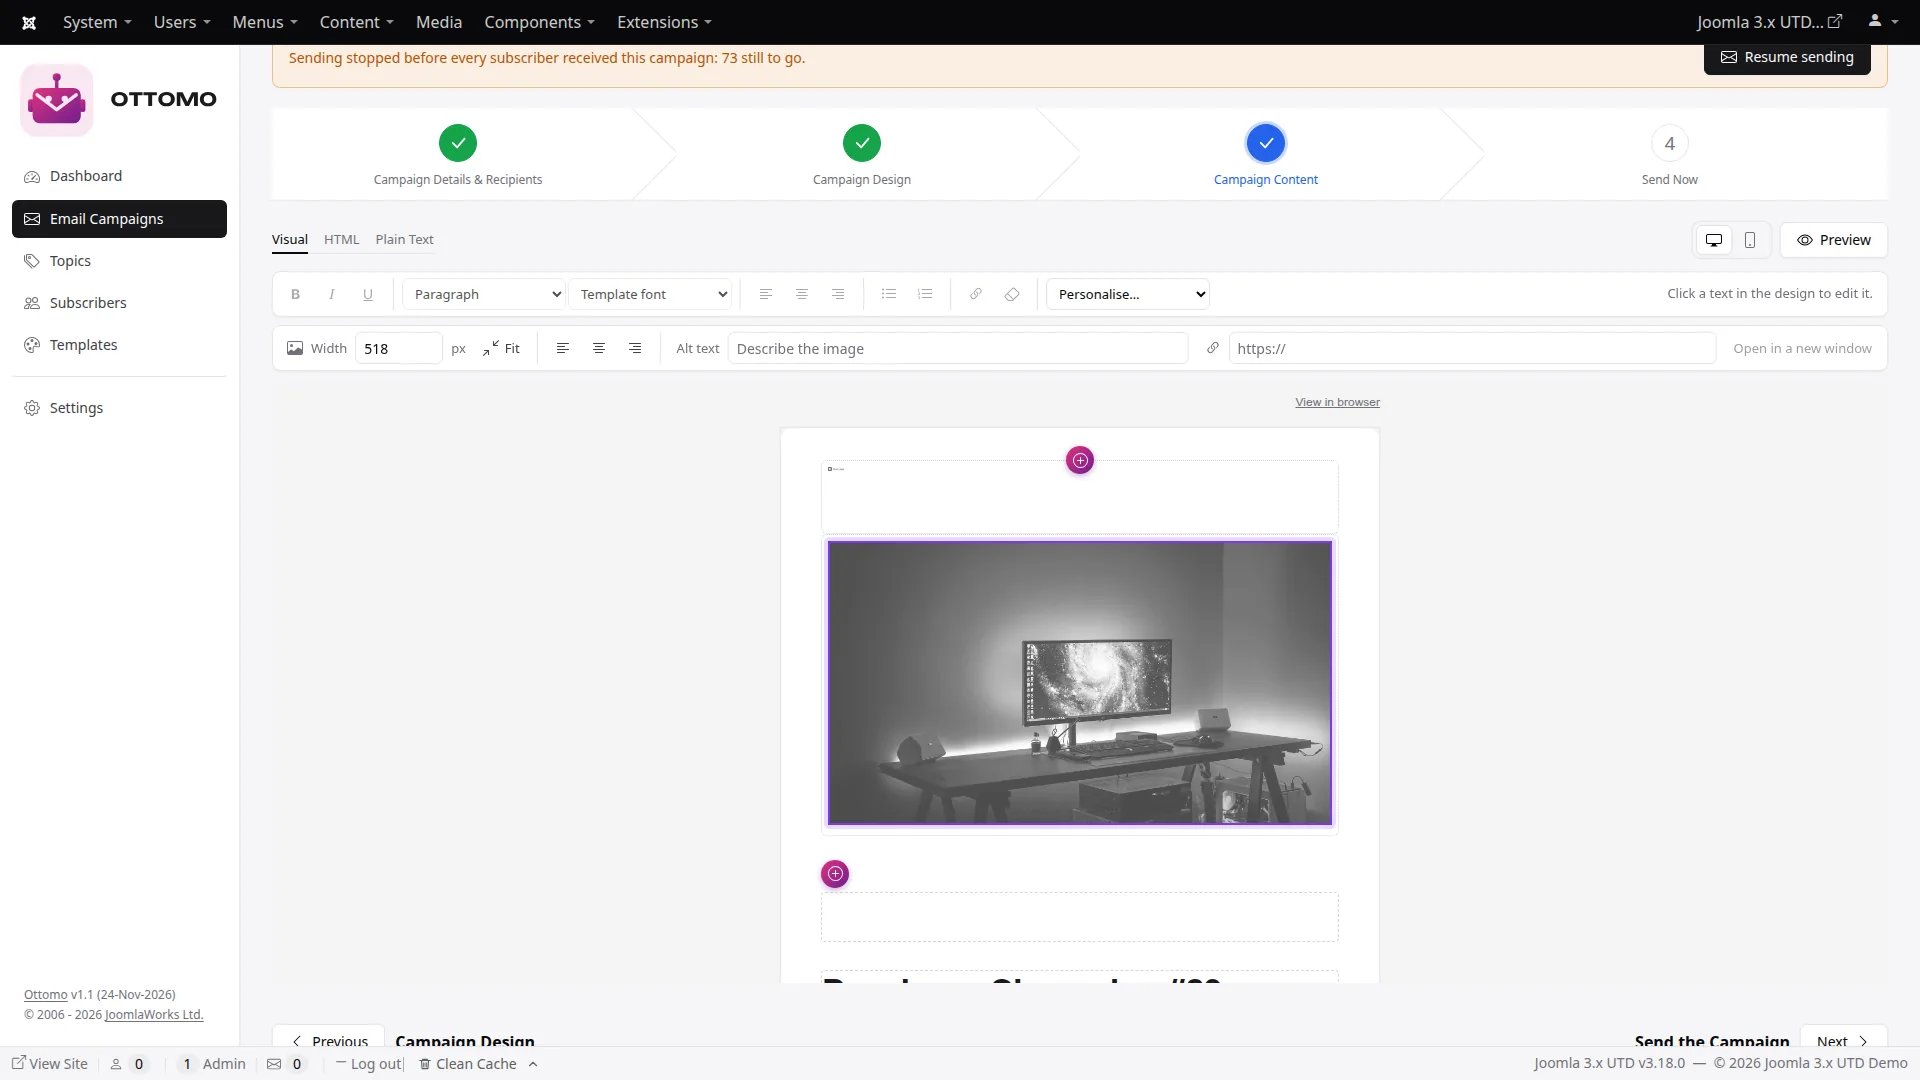 System
Users
Menus
Content
Media
Components
Extensions
Joomla 3.x UTD...
Sending stopped before every subscriber received this campaign: 73 still to go.
Resume sending
OTTOMO
Dashboard
Email Campaigns
Topics
Subscribers
Templates
Settings
Campaign Details & Recipients
Campaign Design
Campaign Content
4
Send Now
Visual
HTML
Plain Text
Preview
B
I
U
Paragraph
Template font
Personalise...
Click a text in the design to edit it.
Width
518
px
Fit
Alt text
Describe the image
https://
Open in a new window
View in browser
Previous
Campaign Design
Send the Campaign
Next
Ottomo v1.1 (24-Nov-2026)
© 2006 - 2026 JoomlaWorks Ltd.
View Site
0
1 Admin
0
Log out
Clean Cache
Joomla 3.x UTD v3.18.0 — © 2026 Joomla 3.x UTD Demo